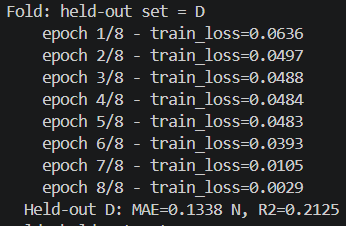 Fold: held-out set = D
epoch 1/8 - train_loss=0.0636
epoch 2/8 - train_loss=0.0497
epoch 3/8 - train_loss=0.0488
epoch 4/8 - train_loss=0.0484
epoch 5/8 - train_loss=0.0483
epoch 6/8 - train_loss=0.0393
epoch 7/8 - train_loss=0.0105
epoch 8/8 - train_loss=0.0029
Held-out D: MAE=0.1338 N, R2=0.2125